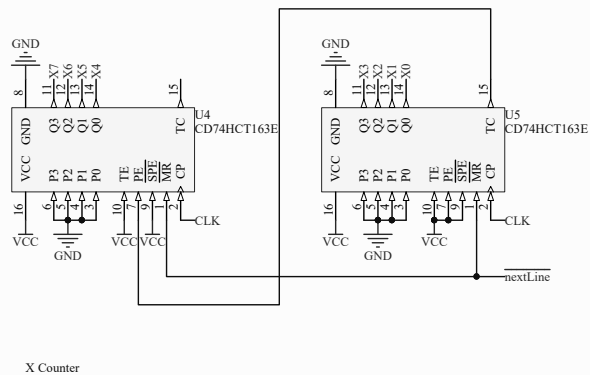 GND
GND
X7
X6
X5
X4
X3
X2
X1
X0
8
11
12
13
14
15
8
11
12
13
14
15
U4
CD74HCT163E
U5
CD74HCT163E
GND
Q3
Q2
Q1
Q0
TC
GND
Q3
Q2
Q1
Q0
TC
VCC
P3
P2
P1
P0
TE
PE
SPE
MR
CP
VCC
P3
P2
P1
P0
TE
PE
SPE
MR
CP
16
6
5
4
3
10
7
9
1
2
16
6
5
4
3
10
7
9
1
2
CLK
CLK
VCC
VCC
VCC
VCC
VCC
GND
GND
nextLine
X Counter